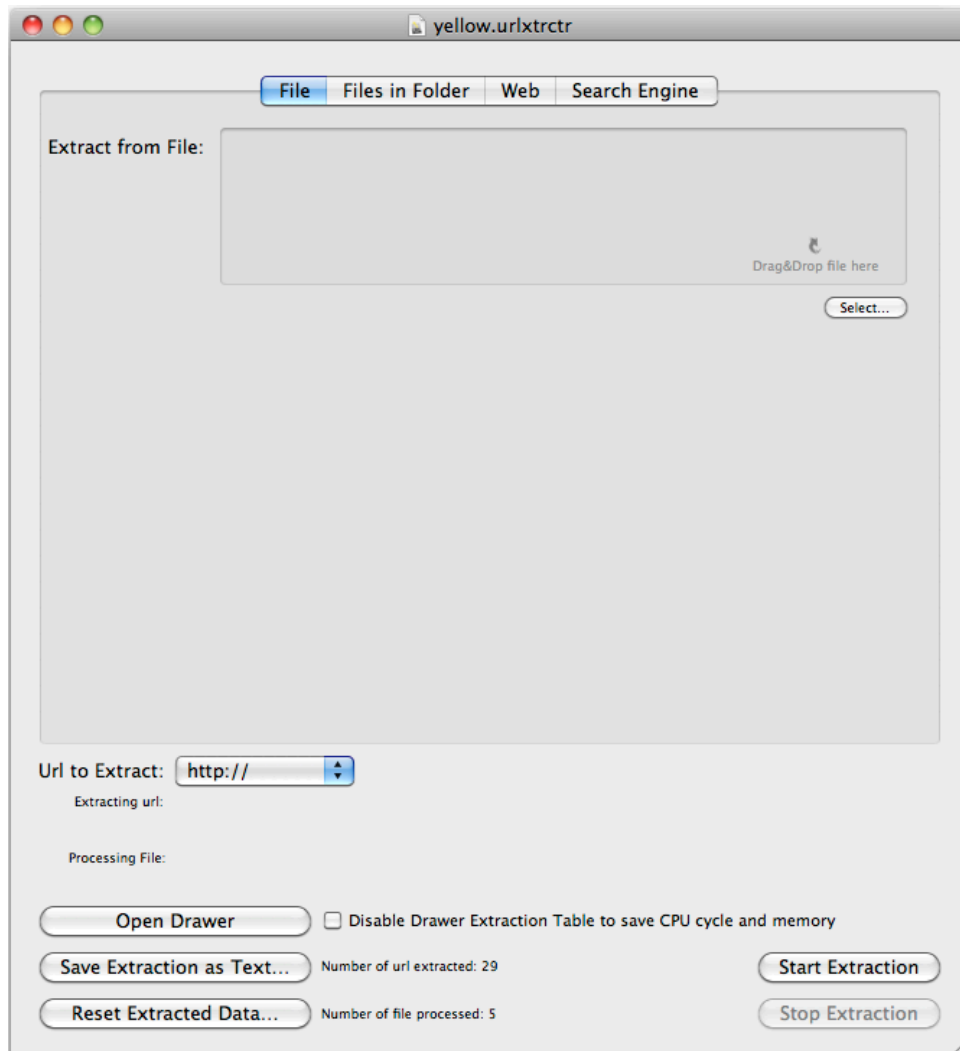 yellow.urlxtrctr
File Files in Folder Web Search Engine
Extract from File:
Drag&Drop file here
Select...
Url to Extract: http://
Extracting url:
Processing File:
Open Drawer Disable Drawer Extraction Table to save CPU cycle and memory
Save Extraction as Text... Number of url extracted: 29 Start Extraction
Reset Extracted Data... Number of file processed: 5 Stop Extraction